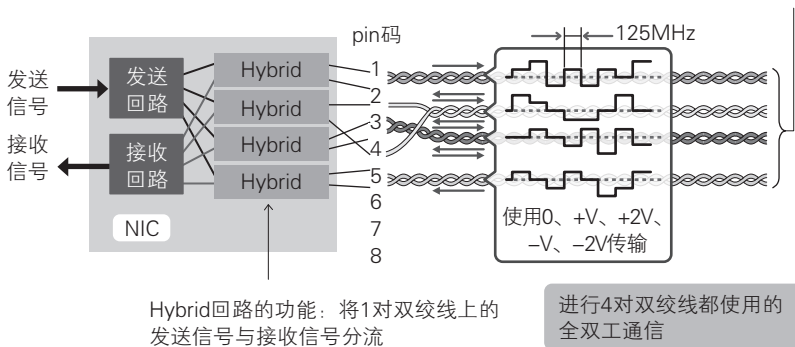 pin码
125MHz
发送
信号
发送
回路
接收
信号
接收
回路
NIC
Hybrid
Hybrid
Hybrid
Hybrid
1
2
3
4
5
6
7
8
使用0、+V、+2V、
–V、–2V传输
Hybrid回路的功能：将1对双绞线上的
发送信号与接收信号分流
进行4对双绞线都使用的
全双工通信